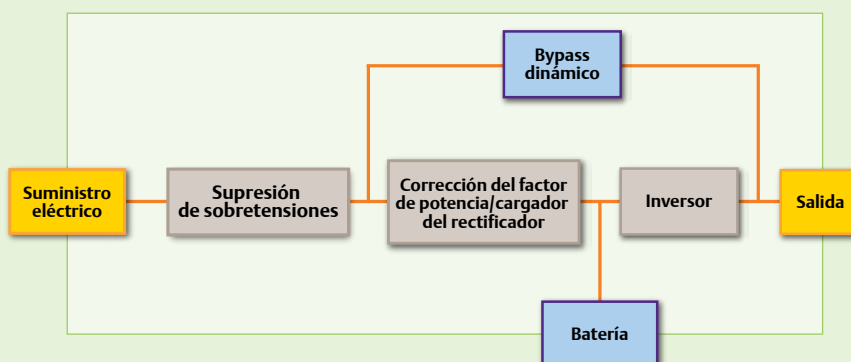 Bypass
dinámico
Suministro
eléctrico
Supresión
de sobretensiones
Corrección del factor
de potencia/cargador
del rectificador
Inversor
Salida
Batería